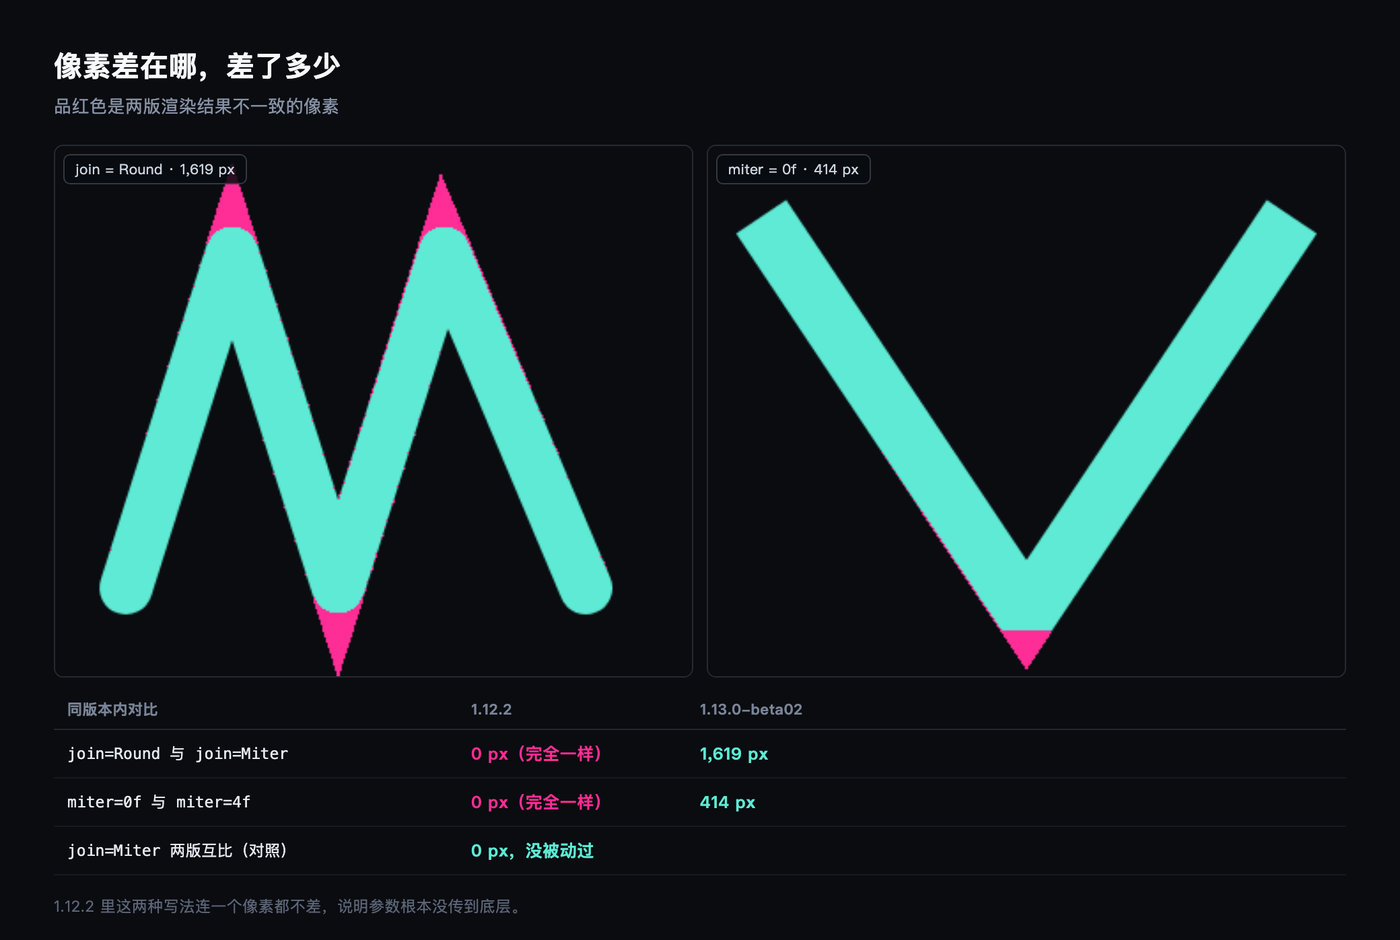 像素差在哪，差了多少
品红色是两版渲染结果不一致的像素
join = Round · 1,619 px
miter = 0f · 414 px
同版本内对比 1.12.2 1.13.0-beta02
join=Round 与 join=Miter 0 px（完全一样） 1,619 px
miter=0f 与 miter=4f 0 px（完全一样） 414 px
join=Miter 两版互比（对照） 0 px，没被动过
1.12.2 里这两种写法连一个像素都不差，说明参数根本没传到底层。